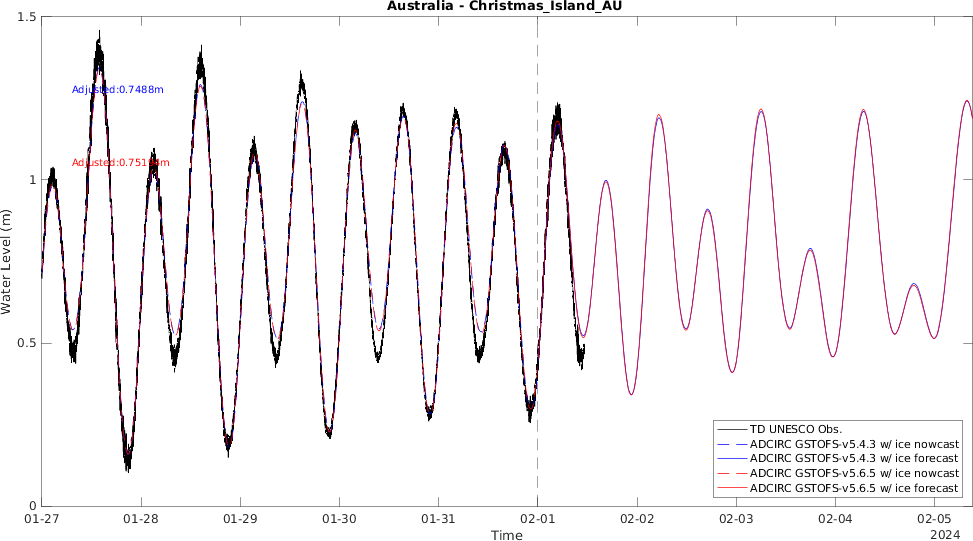 Australia - Christmas_Island_AU
1.5
1
0.5
0
Water Level (m)
Adjusted:0.7488m
TD UNESCO Obs.
ADCIRC GSTOFS-v5.4.3 w/ ice nowcast
ADCIRC GSTOFS-v5.4.3 w/ ice forecast
ADCIRC GSTOFS-v5.6.5 w/ ice nowcast
ADCIRC GSTOFS-v5.6.5 w/ ice forecast
01-27 01-28 01-29 01-30 01-31 02-01 02-02 02-03 02-04 02-05
Time
2024